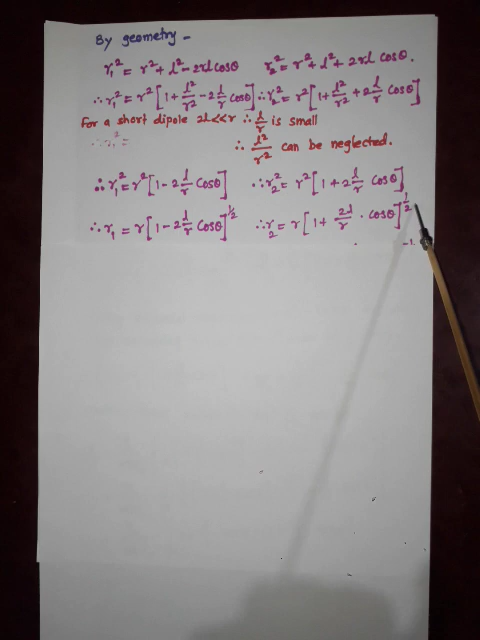 By geometry -
r₁² = r² + l² - 2rl cosθ   r₂² = r² + l² + 2rl cosθ.
∴ r₁² = r² [1 + l²/r² - 2 l/r cosθ] ∴ r₂² = r² [1 + l²/r² + 2 l/r cosθ]
For a short dipole 2l << r ∴ l/r is small
∴ r₁² =   ∴ l²/r² can be neglected.
∴ r₁² = r² [1 - 2 l/r cosθ]   ∴ r₂² = r² [1 + 2 l/r cosθ]
∴ r₁ = r [1 - 2 l/r cosθ]^½   ∴ r₂ = r [1 + 2l/r · cosθ]^½
-1.